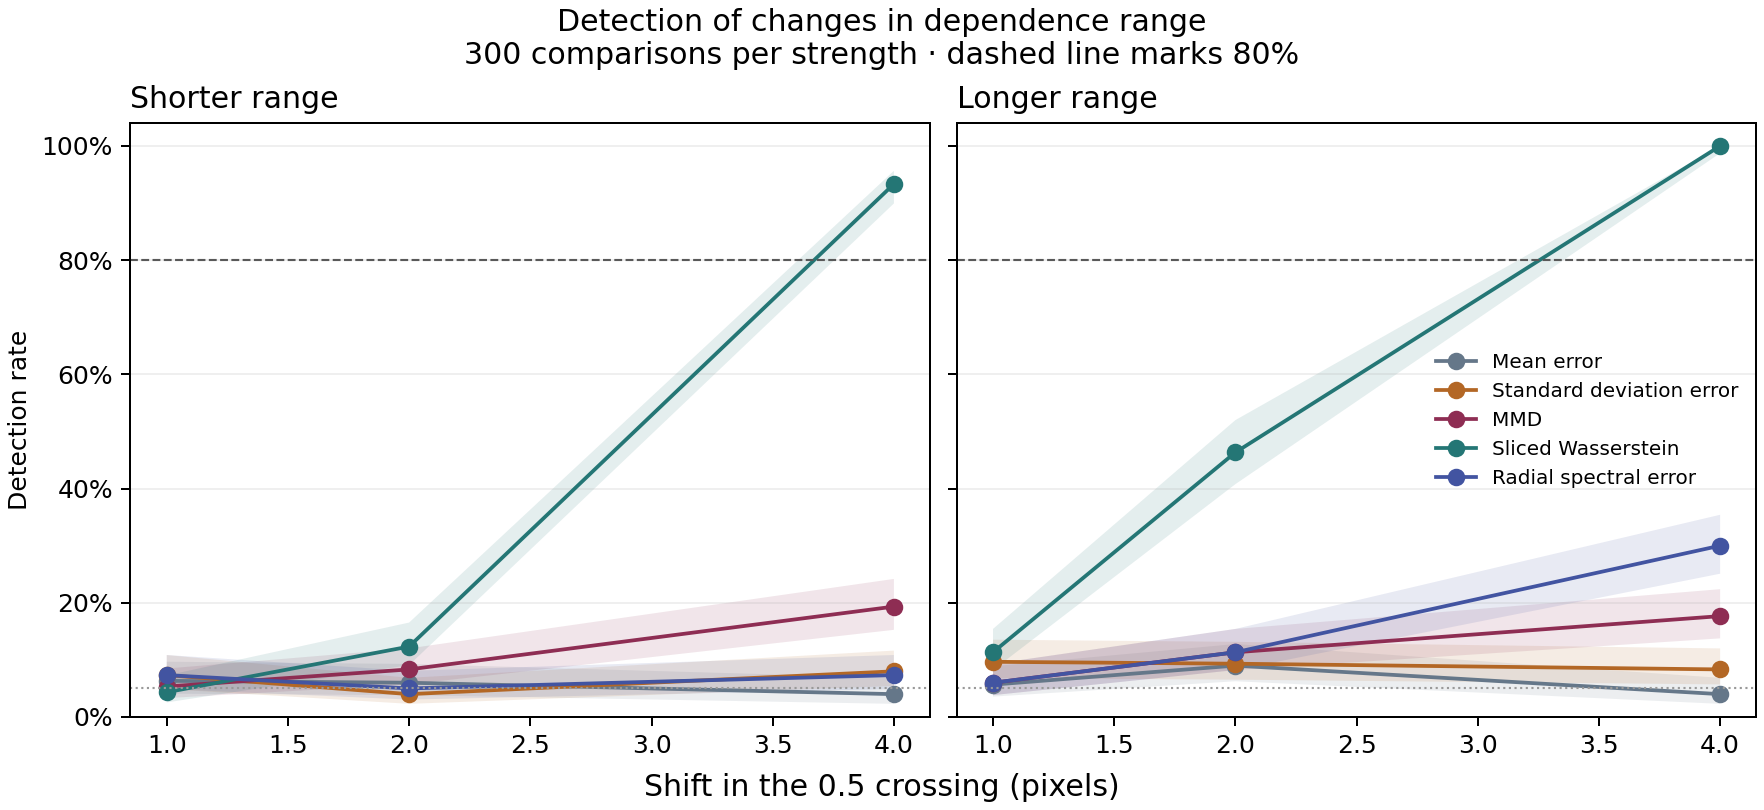 Detection of changes in dependence range
300 comparisons per strength · dashed line marks 80%
Shorter range
Longer range
Detection rate
100%
80%
60%
40%
20%
0%
Mean error
Standard deviation error
MMD
Sliced Wasserstein
Radial spectral error
1.0 1.5 2.0 2.5 3.0 3.5 4.0
1.0 1.5 2.0 2.5 3.0 3.5 4.0
Shift in the 0.5 crossing (pixels)